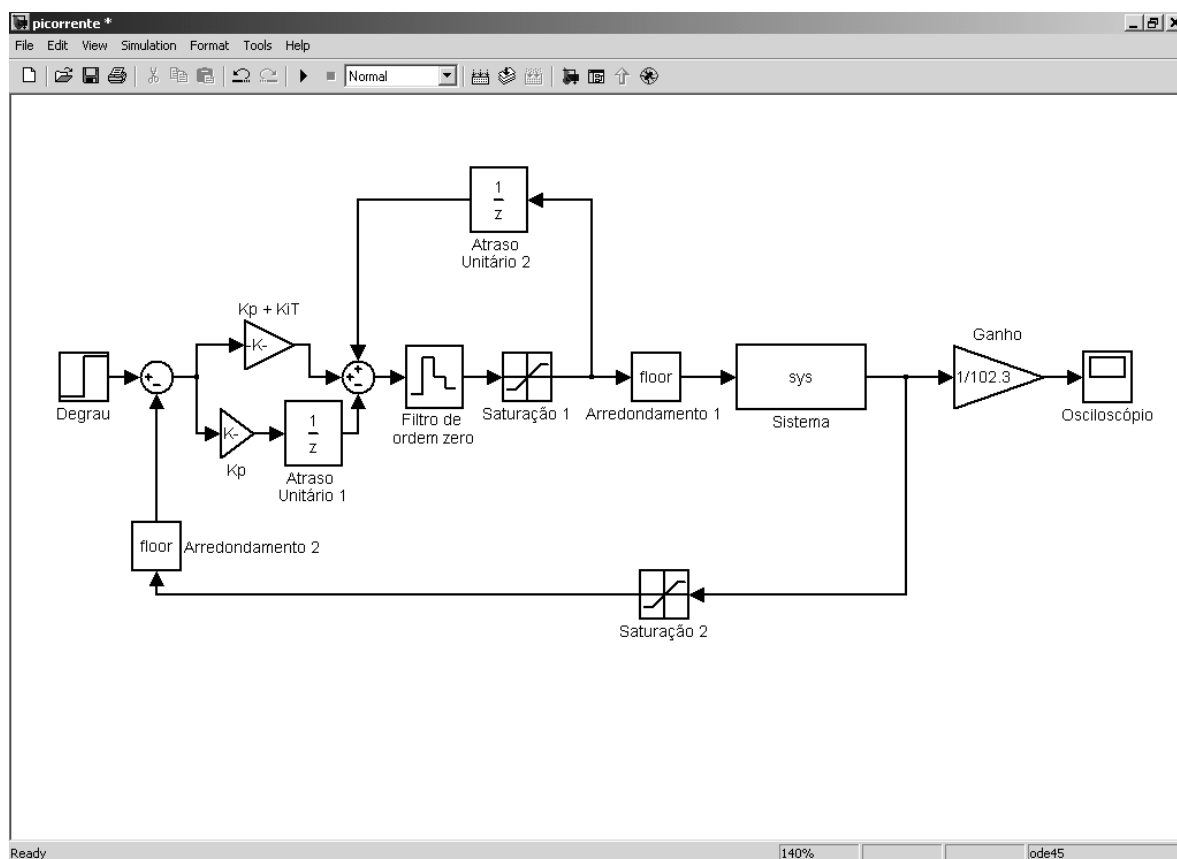 picorrente *
File Edit View Simulation Format Tools Help
Normal
1
z
Atraso
Unitário 2
Kp + KiT
-K-
Ganho
Degrau
+
-
+
+
-
Filtro de
ordem zero
Saturação 1
floor
Arredondamento 1
sys
Sistema
1/102.3
Osciloscópio
K-
Kp
1
z
Atraso
Unitário 1
floor
Arredondamento 2
Saturação 2
Ready 140% ode45